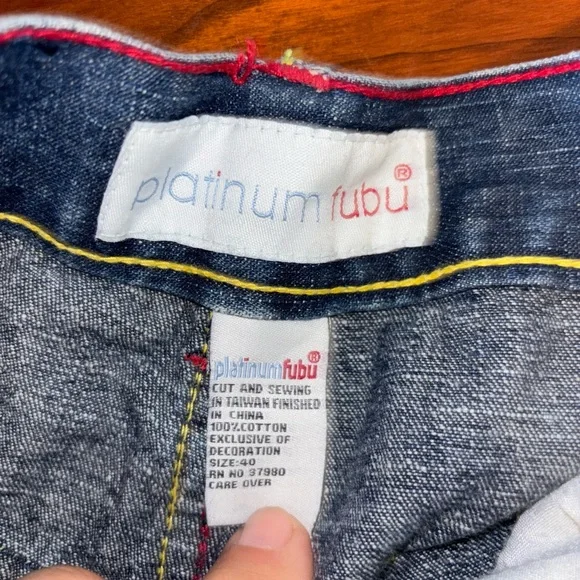 platinum fubu®
platinumfubu®
CUT AND SEWING
IN TAIWAN FINISHED
IN CHINA
100%COTTON
EXCLUSIVE OF
DECORATION
SIZE:40
RN NO 97980
CARE OVER